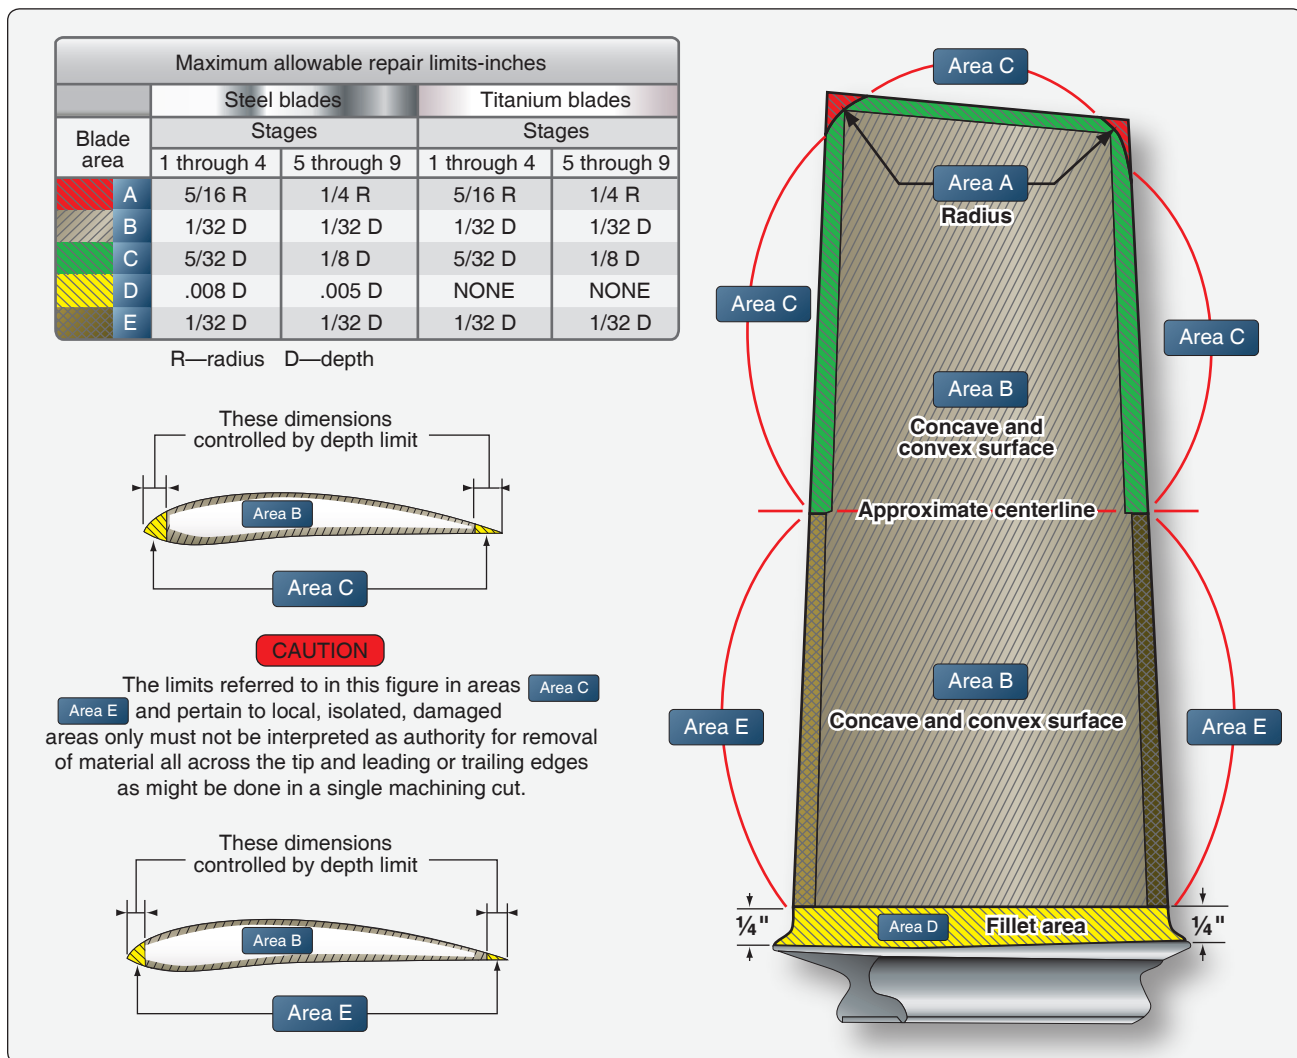 Maximum allowable repair limits-inches
Steel blades Titanium blades
Blade area Stages Stages
1 through 4 5 through 9 1 through 4 5 through 9
A 5/16 R 1/4 R 5/16 R 1/4 R
B 1/32 D 1/32 D 1/32 D 1/32 D
C 5/32 D 1/8 D 5/32 D 1/8 D
D .008 D .005 D NONE NONE
E 1/32 D 1/32 D 1/32 D 1/32 D
R—radius D—depth
These dimensions
controlled by depth limit
Area B
Area C
CAUTION
The limits referred to in this figure in areas Area C
Area E and pertain to local, isolated, damaged
areas only must not be interpreted as authority for removal
of material all across the tip and leading or trailing edges
as might be done in a single machining cut.
These dimensions
controlled by depth limit
Area B
Area E
Area C
Area A
Radius
Area C
Area C
Area B
Concave and
convex surface
Approximate centerline
Area B
Concave and convex surface
Area E
Area E
1/4"
Area D Fillet area
1/4"